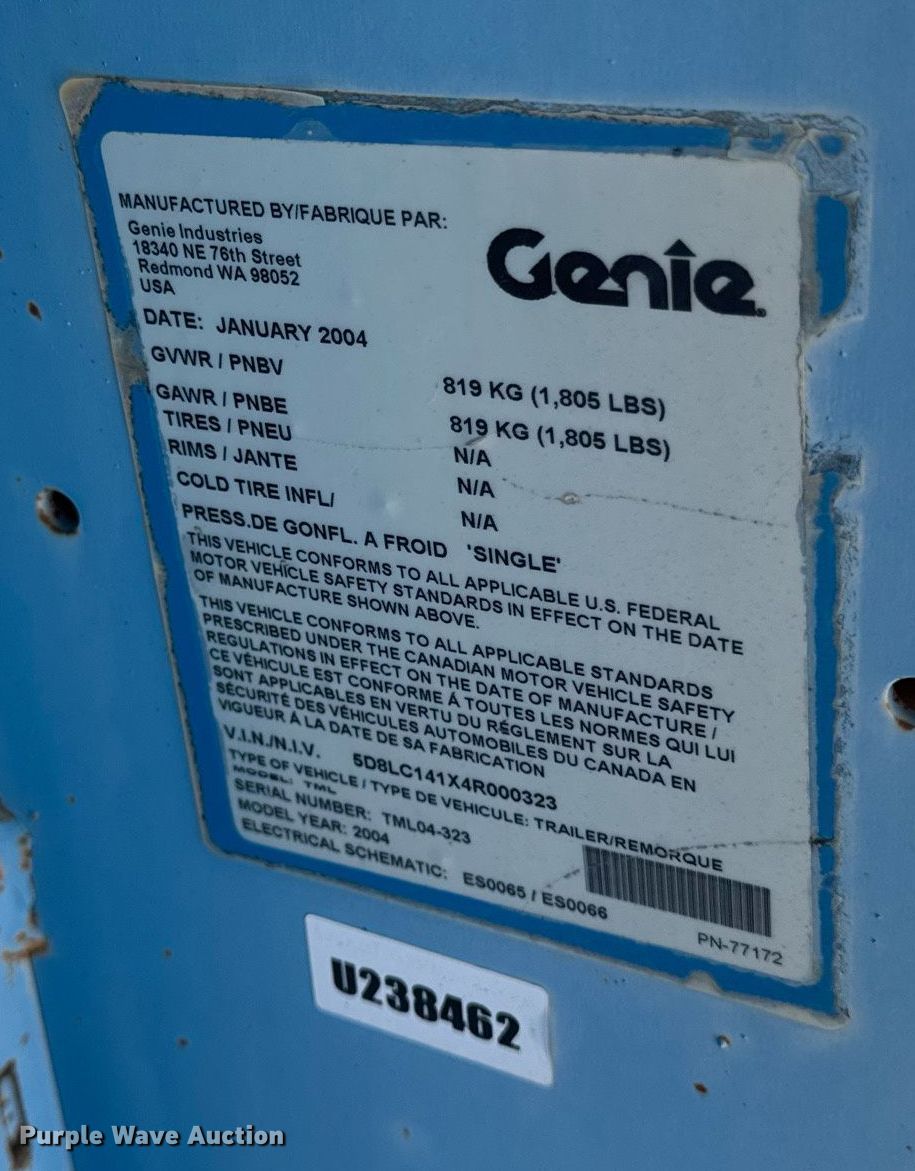 MANUFACTURED BY/FABRIQUE PAR:
Genie Industries
18340 NE 76th Street
Redmond WA 98052
USA
Genie
DATE: JANUARY 2004
GVWR / PNBV 819 KG (1,805 LBS)
GAWR / PNBE 819 KG (1,805 LBS)
TIRES / PNEU N/A
RIMS / JANTE N/A
COLD TIRE INFL/ N/A
PRESS.DE GONFL. A FROID 'SINGLE'
THIS VEHICLE CONFORMS TO ALL APPLICABLE U.S. FEDERAL
MOTOR VEHICLE SAFETY STANDARDS IN EFFECT ON THE DATE
OF MANUFACTURE SHOWN ABOVE.
THIS VEHICLE CONFORMS TO ALL APPLICABLE STANDARDS
PRESCRIBED UNDER THE CANADIAN MOTOR VEHICLE SAFETY
REGULATIONS IN EFFECT ON THE DATE OF MANUFACTURE /
CE VÉHICULE EST CONFORME À TOUTES LES NORMES QUI LUI
SONT APPLICABLES EN VERTU DU RÉGLEMENT SUR LA
SÉCURITÉ DES VÉHICULES AUTOMOBILES DU CANADA EN
VIGUEUR À LA DATE DE SA FABRICATION
V.I.N./N.I.V. 5D8LC141X4R000323
TYPE OF VEHICLE / TYPE DE VEHICULE: TRAILER/REMORQUE
MODEL: TML
SERIAL NUMBER: TML04-323
MODEL YEAR: 2004
ELECTRICAL SCHEMATIC: ES0065 / ES0066
PN-77172
U238462
Purple Wave Auction